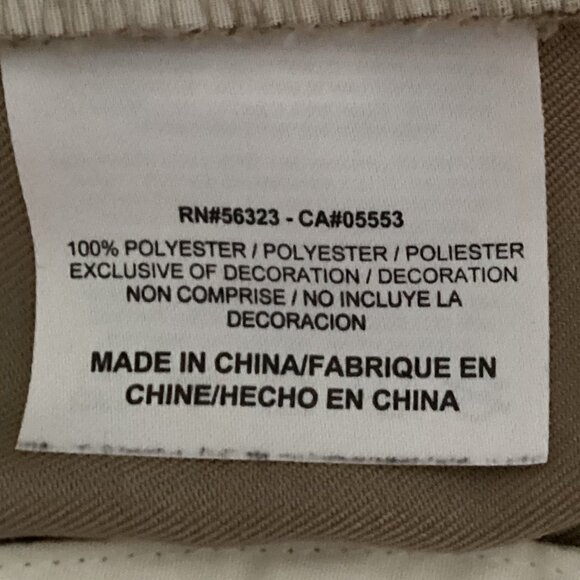 RN#56323 - CA#05553
100% POLYESTER / POLYESTER / POLIESTER
EXCLUSIVE OF DECORATION / DECORATION
NON COMPRISE / NO INCLUYE LA
DECORACION
MADE IN CHINA/FABRIQUE EN
CHINE/HECHO EN CHINA